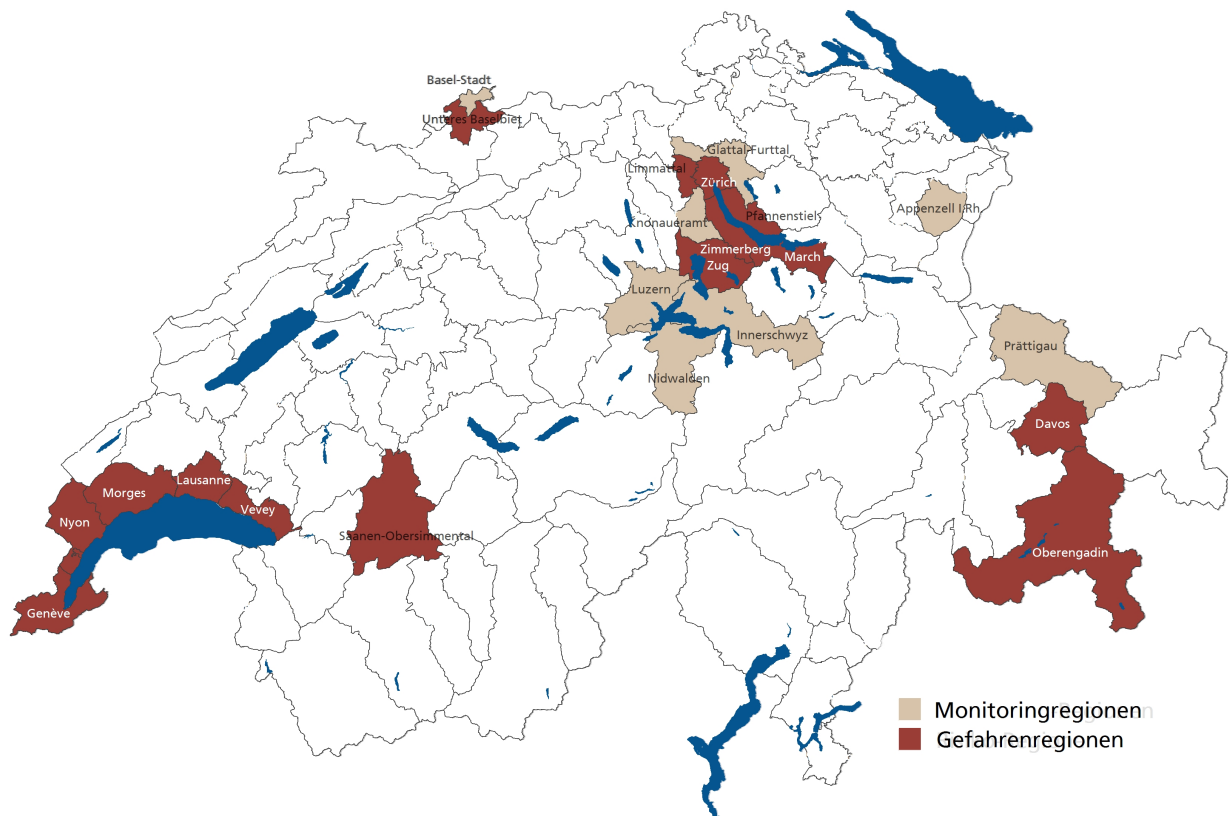 Basel-Stadt
Unteres Baselbiet
Glattal-Furttal
Limmattal
Zürich
Appenzell I.Rh.
Knonaueramt
Pfannenstiel
Zimmerberg
March
Zug
Luzern
Innerschwyz
Prättigau
Nidwalden
Davos
Lausanne
Morges
Vevey
Nyon
Saanen-Obersimmental
Oberengadin
Genève
Monitoringregionen
Gefahrenregionen